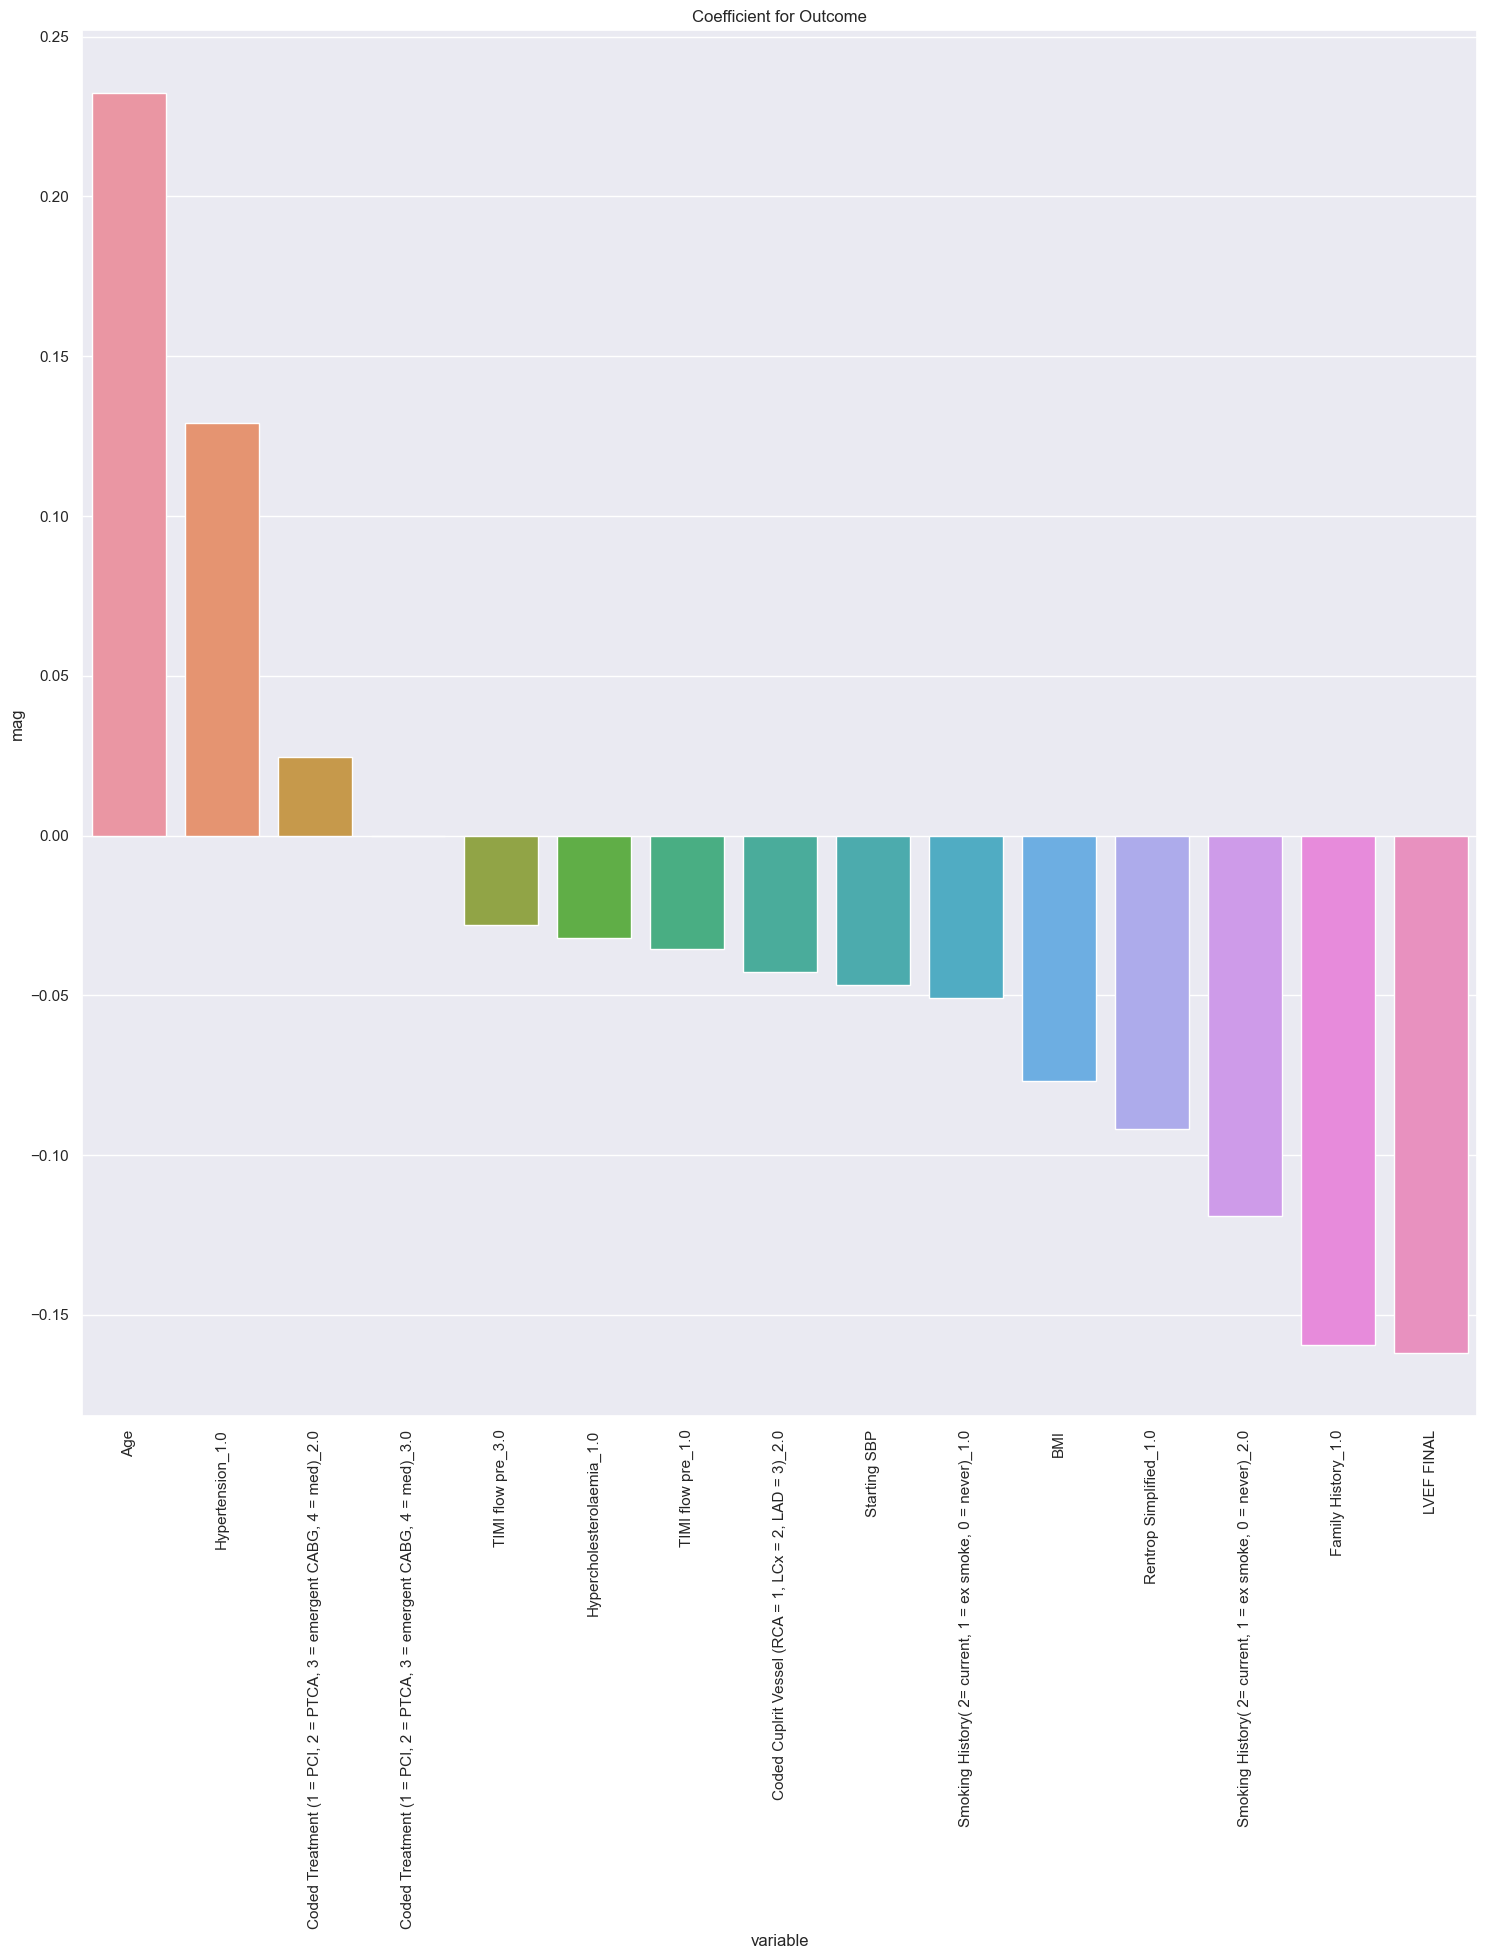 Coefficient for Outcome
0.25
0.20
0.15
0.10
0.05
0.00
−0.05
−0.10
−0.15
mag
Age
Hypertension_1.0
Coded Treatment (1 = PCI, 2 = PTCA, 3 = emergent CABG, 4 = med)_2.0
Coded Treatment (1 = PCI, 2 = PTCA, 3 = emergent CABG, 4 = med)_3.0
TIMI flow pre_3.0
Hypercholesterolaemia_1.0
TIMI flow pre_1.0
Coded Cuplrit Vessel (RCA = 1, LCx = 2, LAD = 3)_2.0
Starting SBP
Smoking History( 2= current, 1 = ex smoke, 0 = never)_1.0
BMI
Rentrop Simplified_1.0
Smoking History( 2= current, 1 = ex smoke, 0 = never)_2.0
Family History_1.0
LVEF FINAL
variable